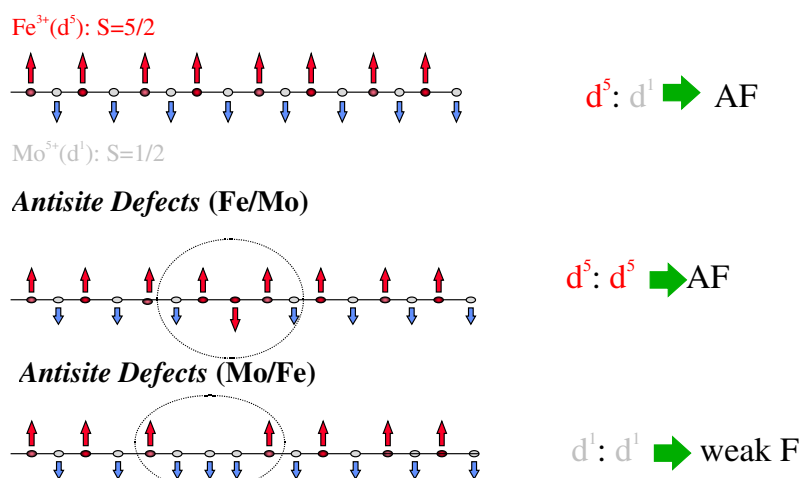 Fe³⁺(d⁵): S=5/2
d⁵: d¹ AF
Mo⁵⁺(d¹): S=1/2
Antisite Defects (Fe/Mo)
d⁵: d⁵ AF
Antisite Defects (Mo/Fe)
d¹: d¹ weak F